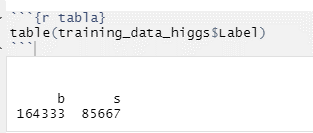 ```{r tabla}
table(training_data_higgs$Label)
```
b s
164333 85667